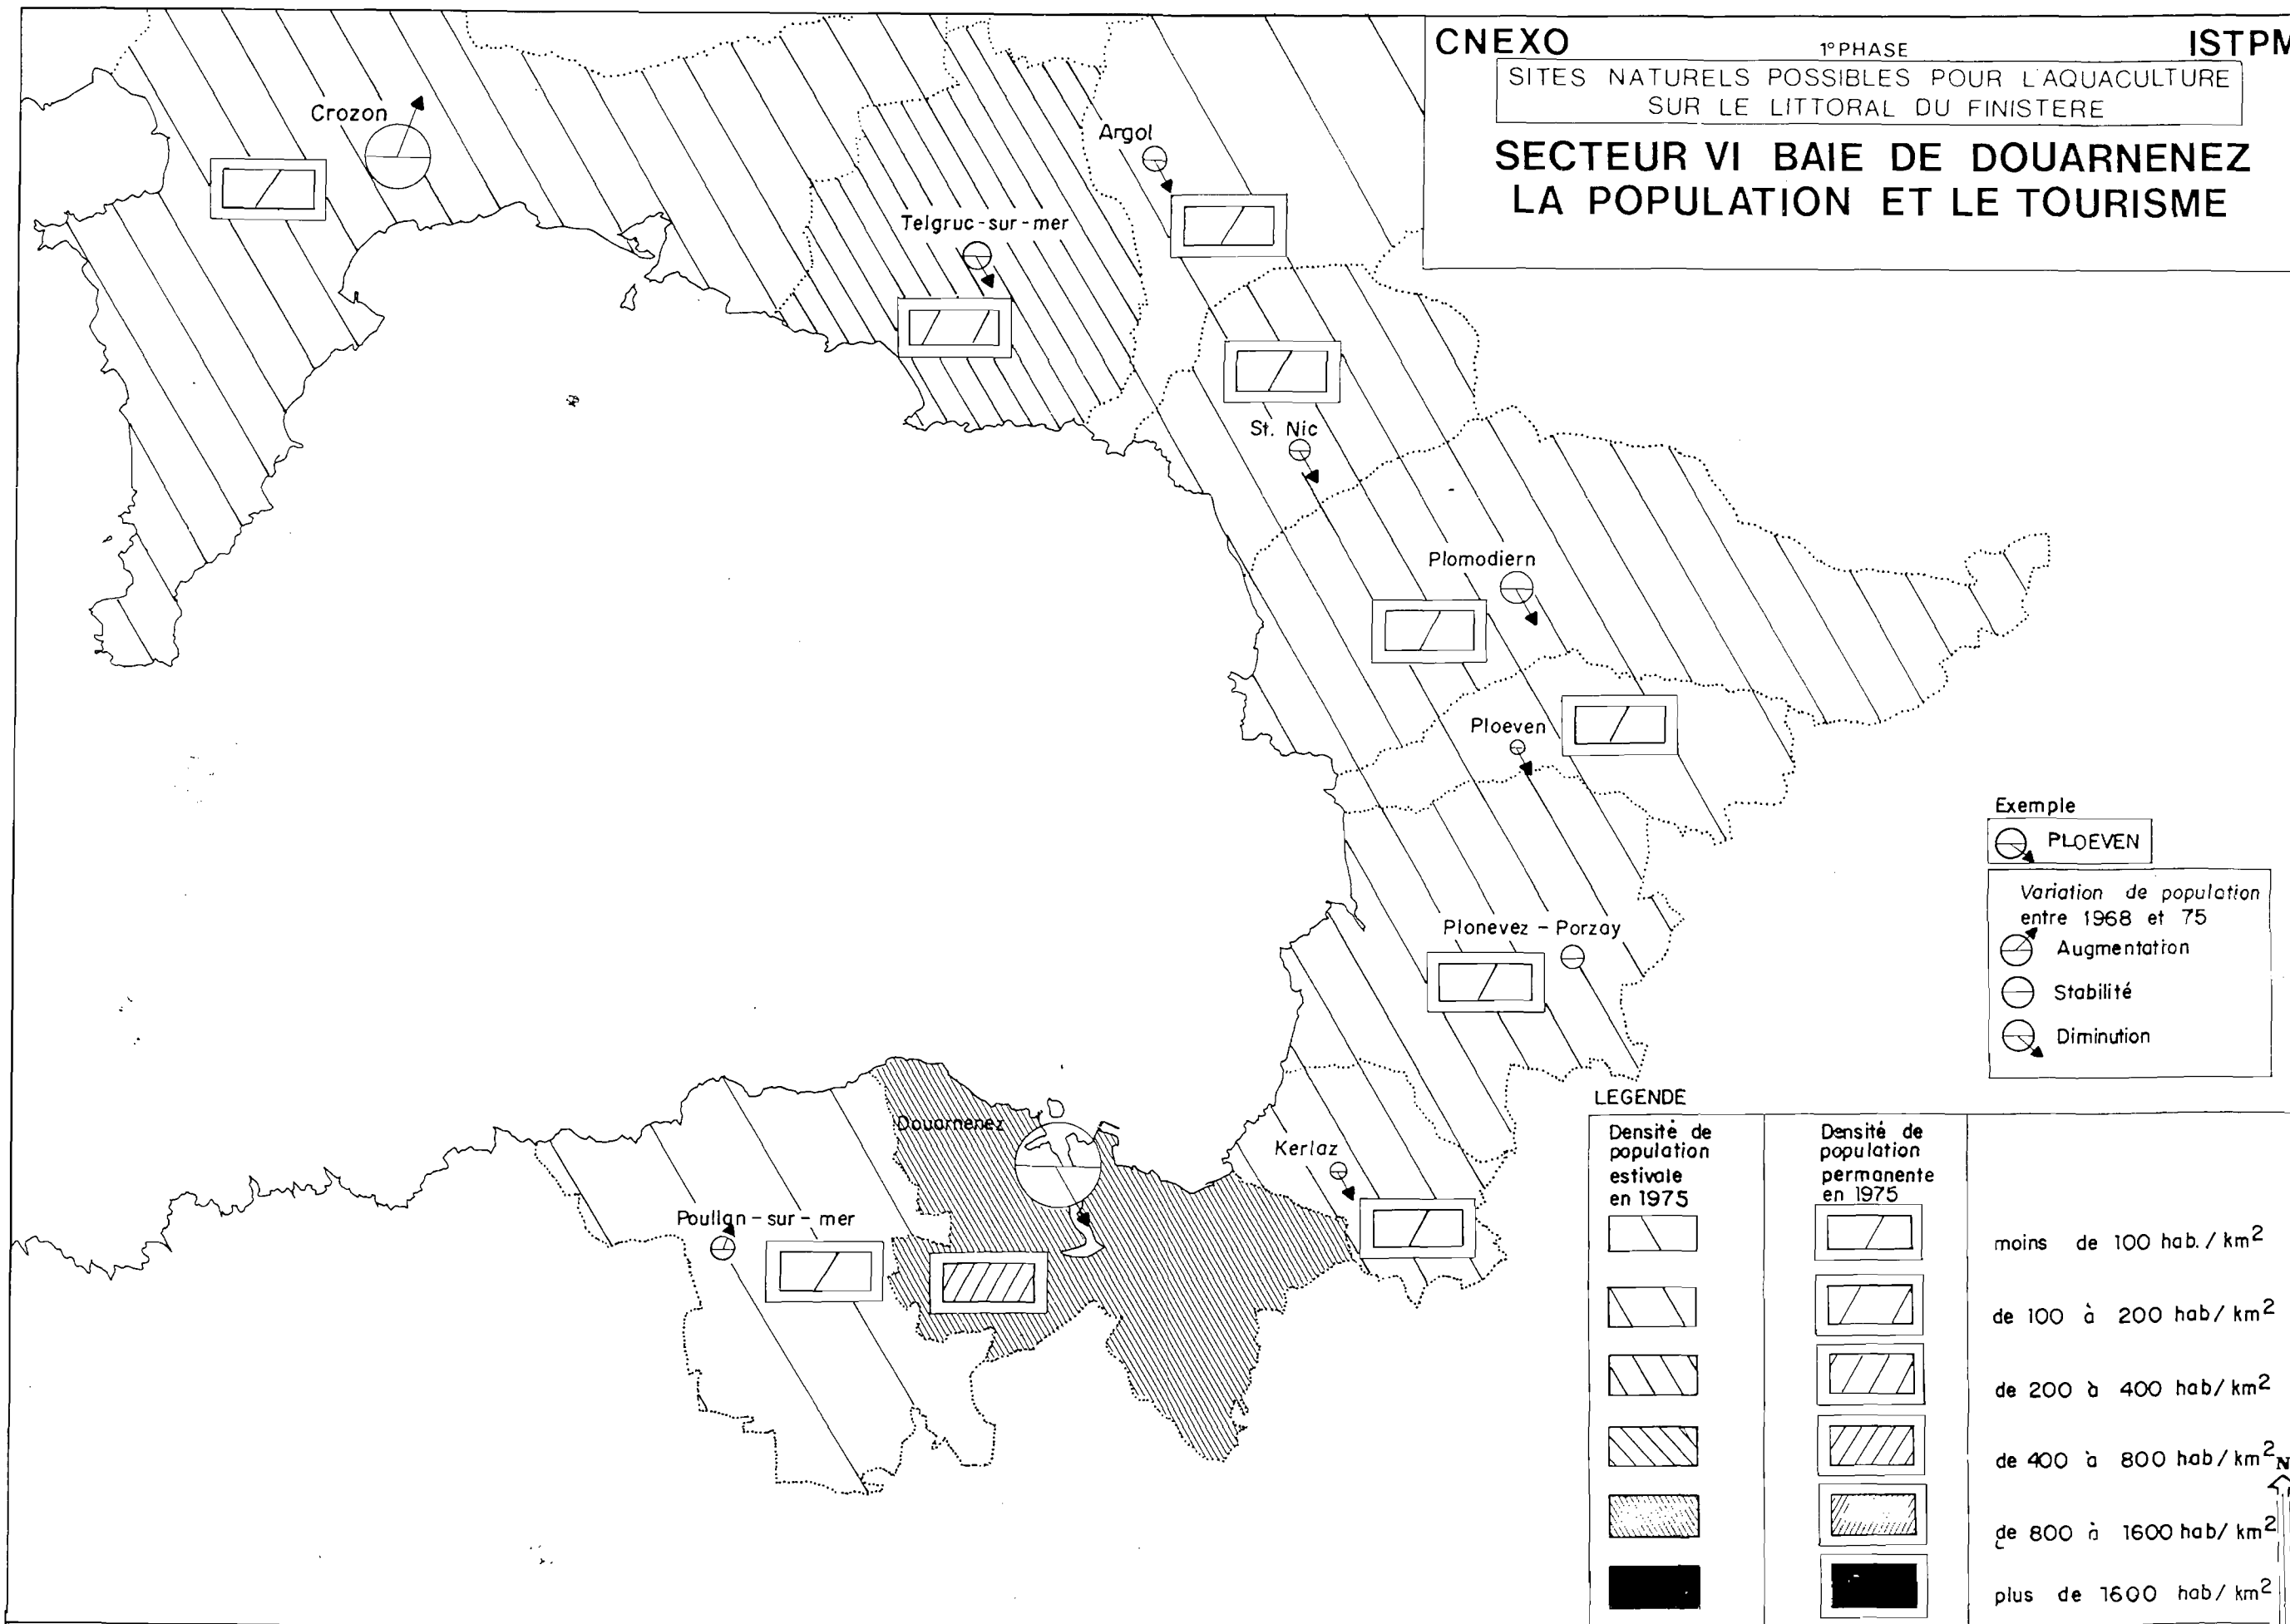 CNEXO 1° PHASE ISTPM
SITES NATURELS POSSIBLES POUR L'AQUACULTURE
SUR LE LITTORAL DU FINISTERE
SECTEUR VI BAIE DE DOUARNENEZ
LA POPULATION ET LE TOURISME
Crozon
Argol
Telgruc-sur-mer
St. Nic
Plomodiern
Ploeven
Plonevez-Porzay
Douarnenez
Kerlaz
Poullan-sur-mer
Exemple
PLOEVEN
Variation de population
entre 1968 et 75
Augmentation
Stabilité
Diminution
LEGENDE
Densité de
population
estivale
en 1975
Densité de
population
permanente
en 1975
moins de 100 hab./km2
de 100 à 200 hab/km2
de 200 à 400 hab/km2
de 400 à 800 hab/km2
de 800 à 1600 hab/km2
plus de 1600 hab/km2
N